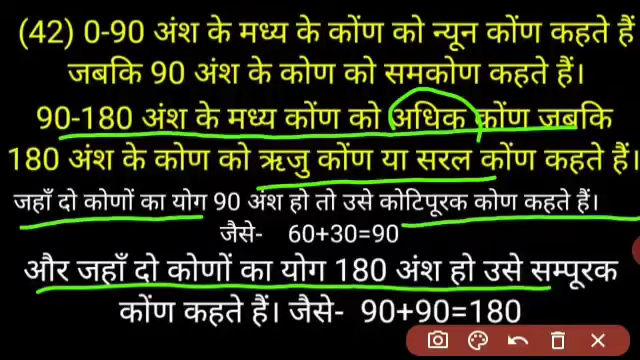 (42) 0-90 अंश के मध्य के कोंण को न्यून कोंण कहते हैं
जबकि 90 अंश के कोण को समकोण कहते हैं।
90-180 अंश के मध्य कोंण को अधिक कोंण जबकि
180 अंश के कोण को ऋजु कोंण या सरल कोंण कहते हैं।
जहाँ दो कोणों का योग 90 अंश हो तो उसे कोटिपूरक कोण कहते हैं।
जैसे- 60+30=90
और जहाँ दो कोणों का योग 180 अंश हो उसे सम्पूरक
कोंण कहते हैं। जैसे- 90+90=180